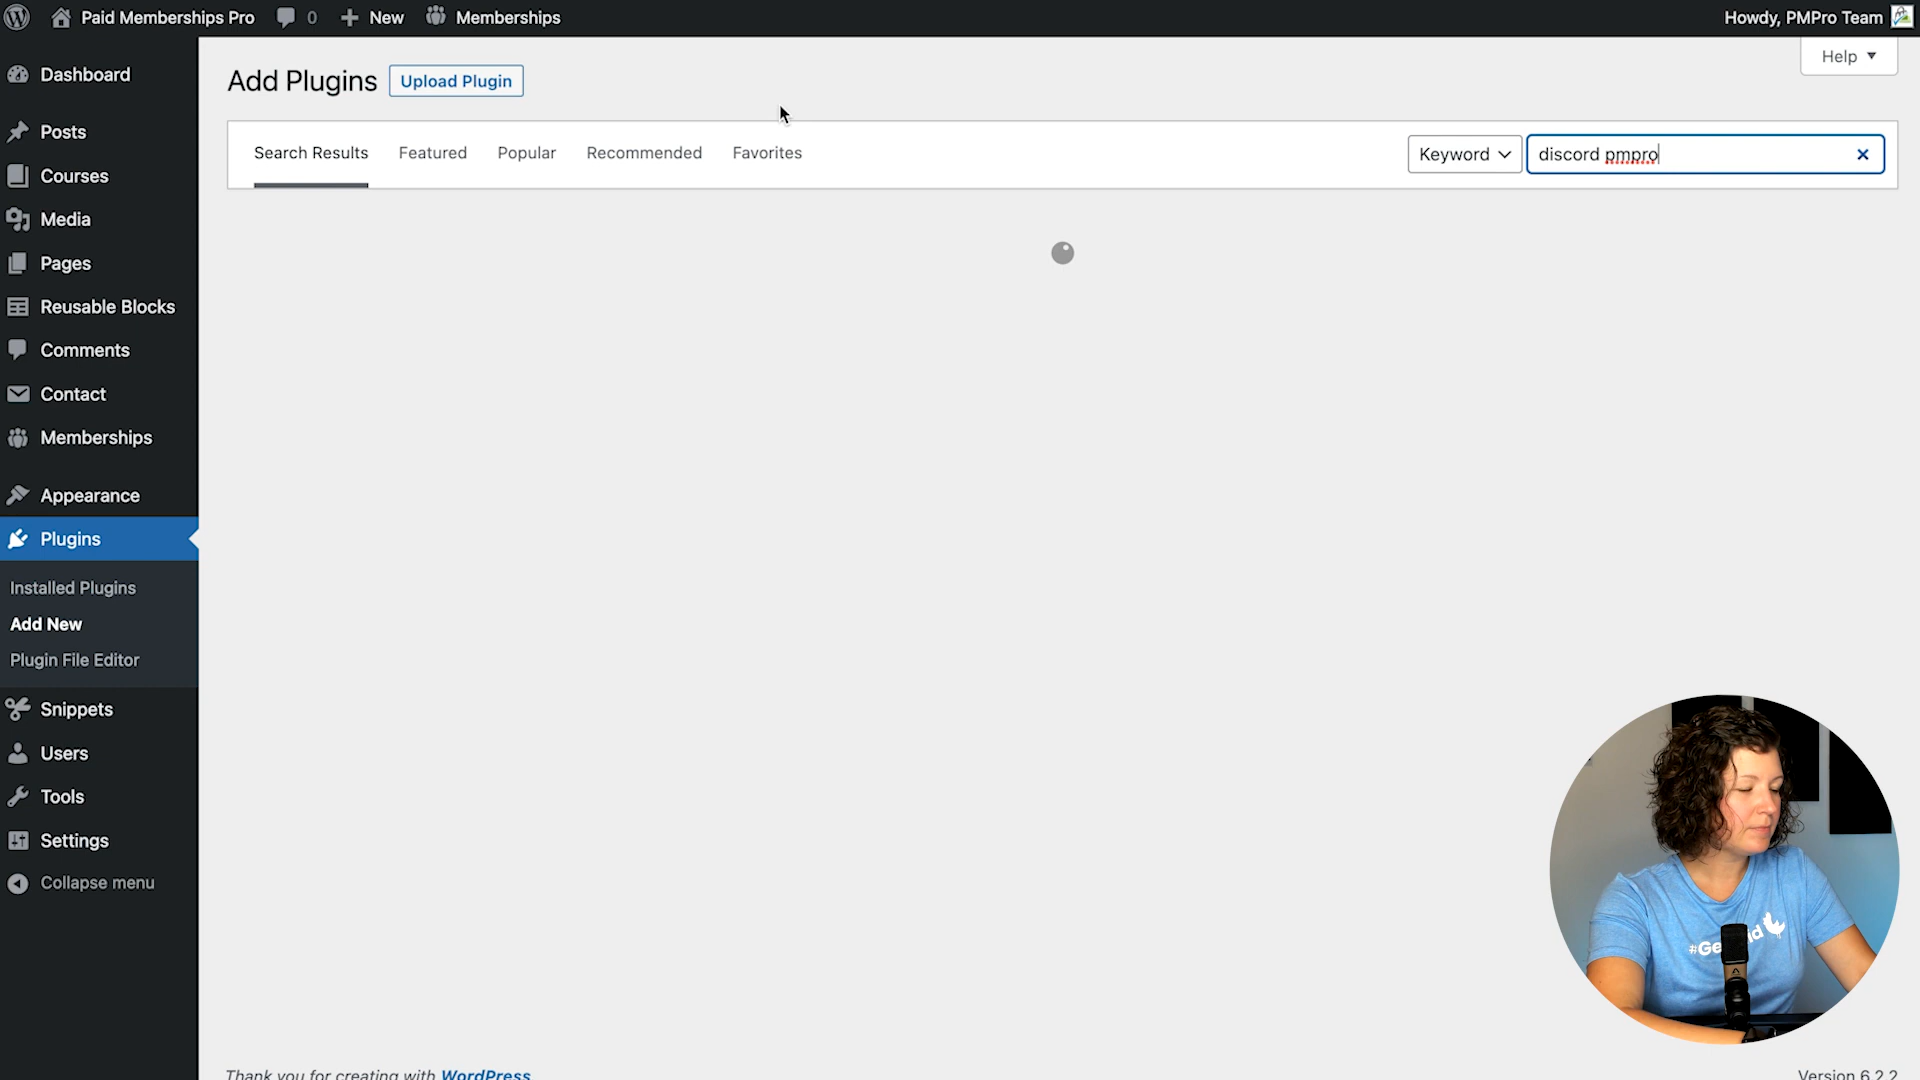 Paid Memberships Pro
0
New
Memberships
Howdy, PMPro Team
Help
Dashboard
Posts
Courses
Media
Pages
Reusable Blocks
Comments
Contact
Memberships
Appearance
Plugins
Installed Plugins
Add New
Plugin File Editor
Snippets
Users
Tools
Settings
Collapse menu
Add Plugins
Upload Plugin
Search Results
Featured
Popular
Recommended
Favorites
Keyword
discord pmpro
Thank you for creating with WordPress.
Version 6.2.2